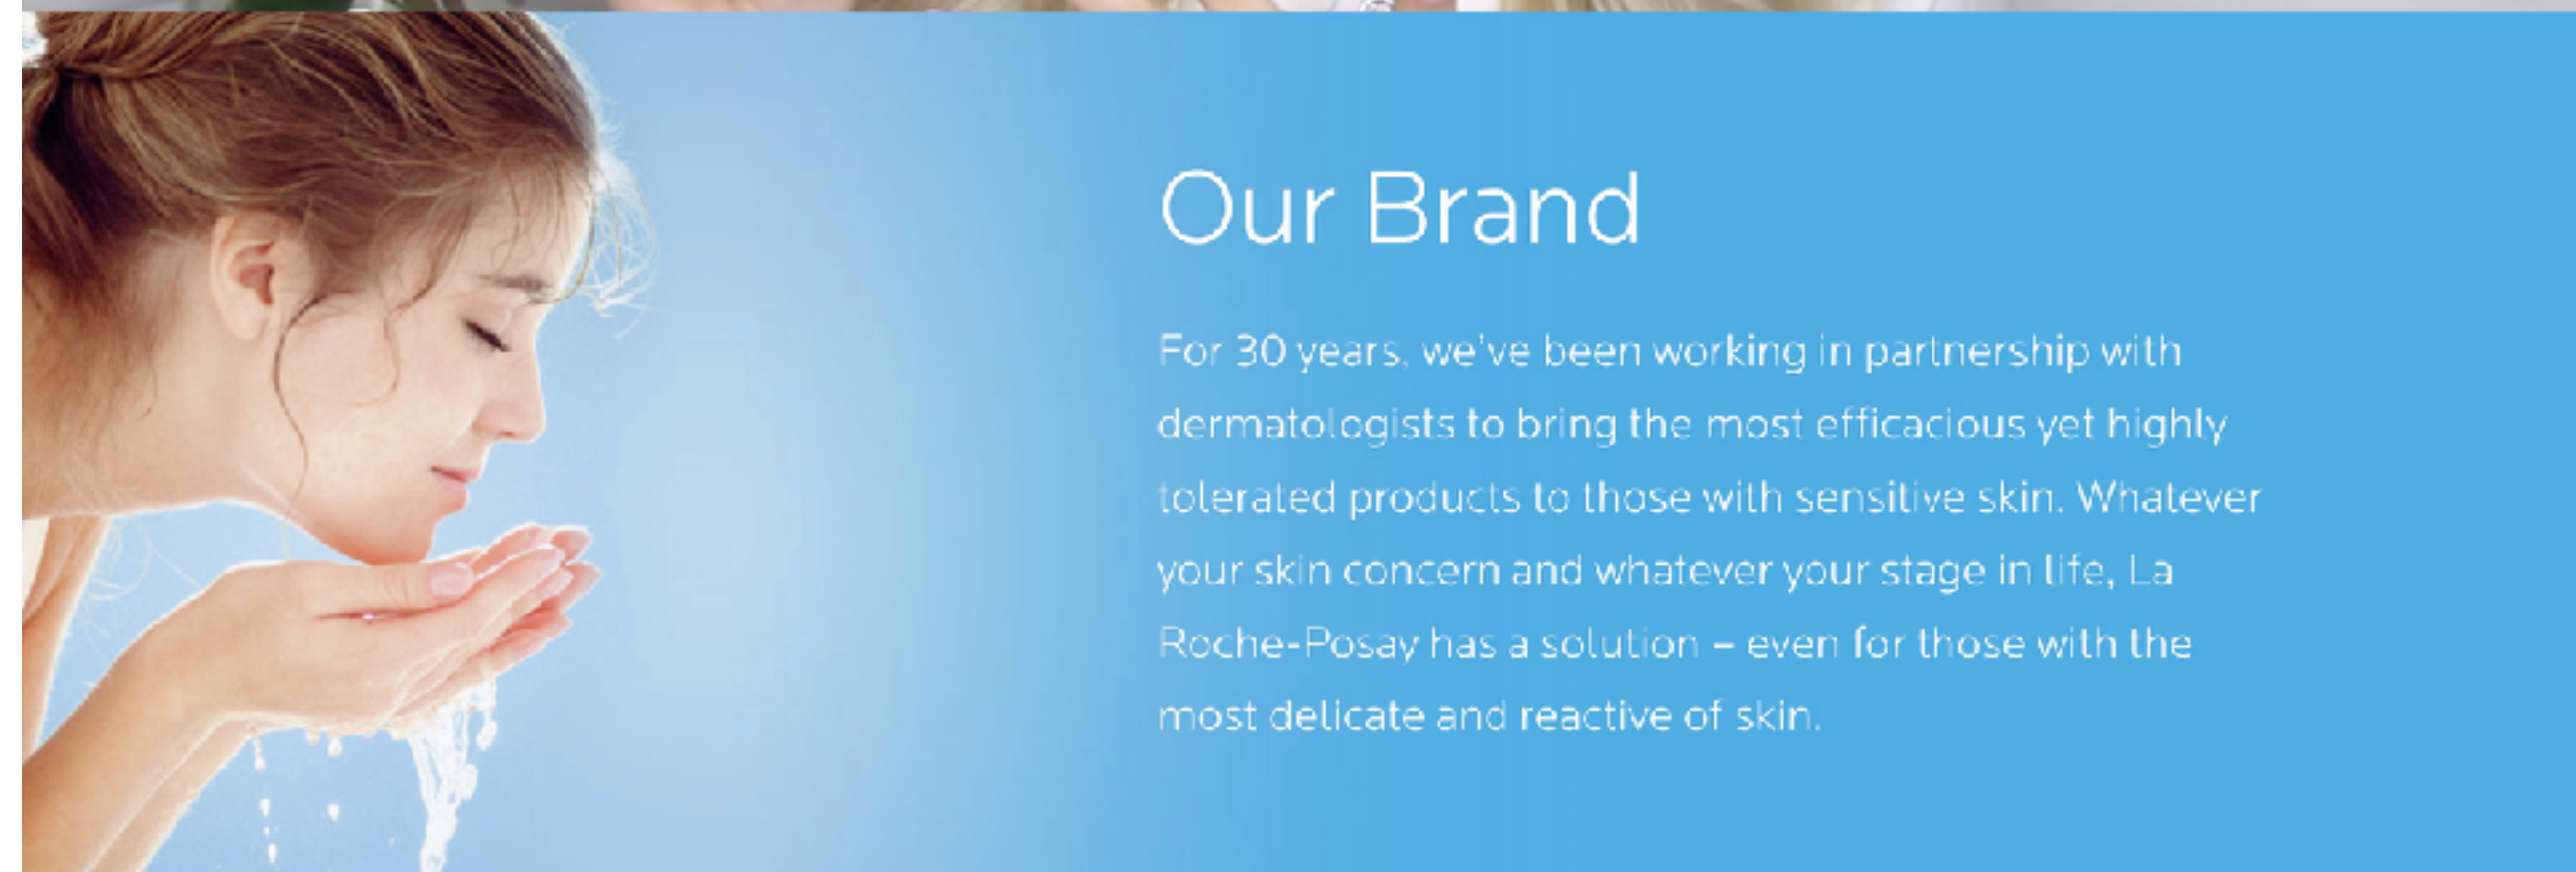 Our Brand
For 30 years, we've been working in partnership with
dermatologists to bring the most efficacious yet highly
tolerated products to those with sensitive skin. Whatever
your skin concern and whatever your stage in life, La
Roche-Posay has a solution – even for those with the
most delicate and reactive of skin.